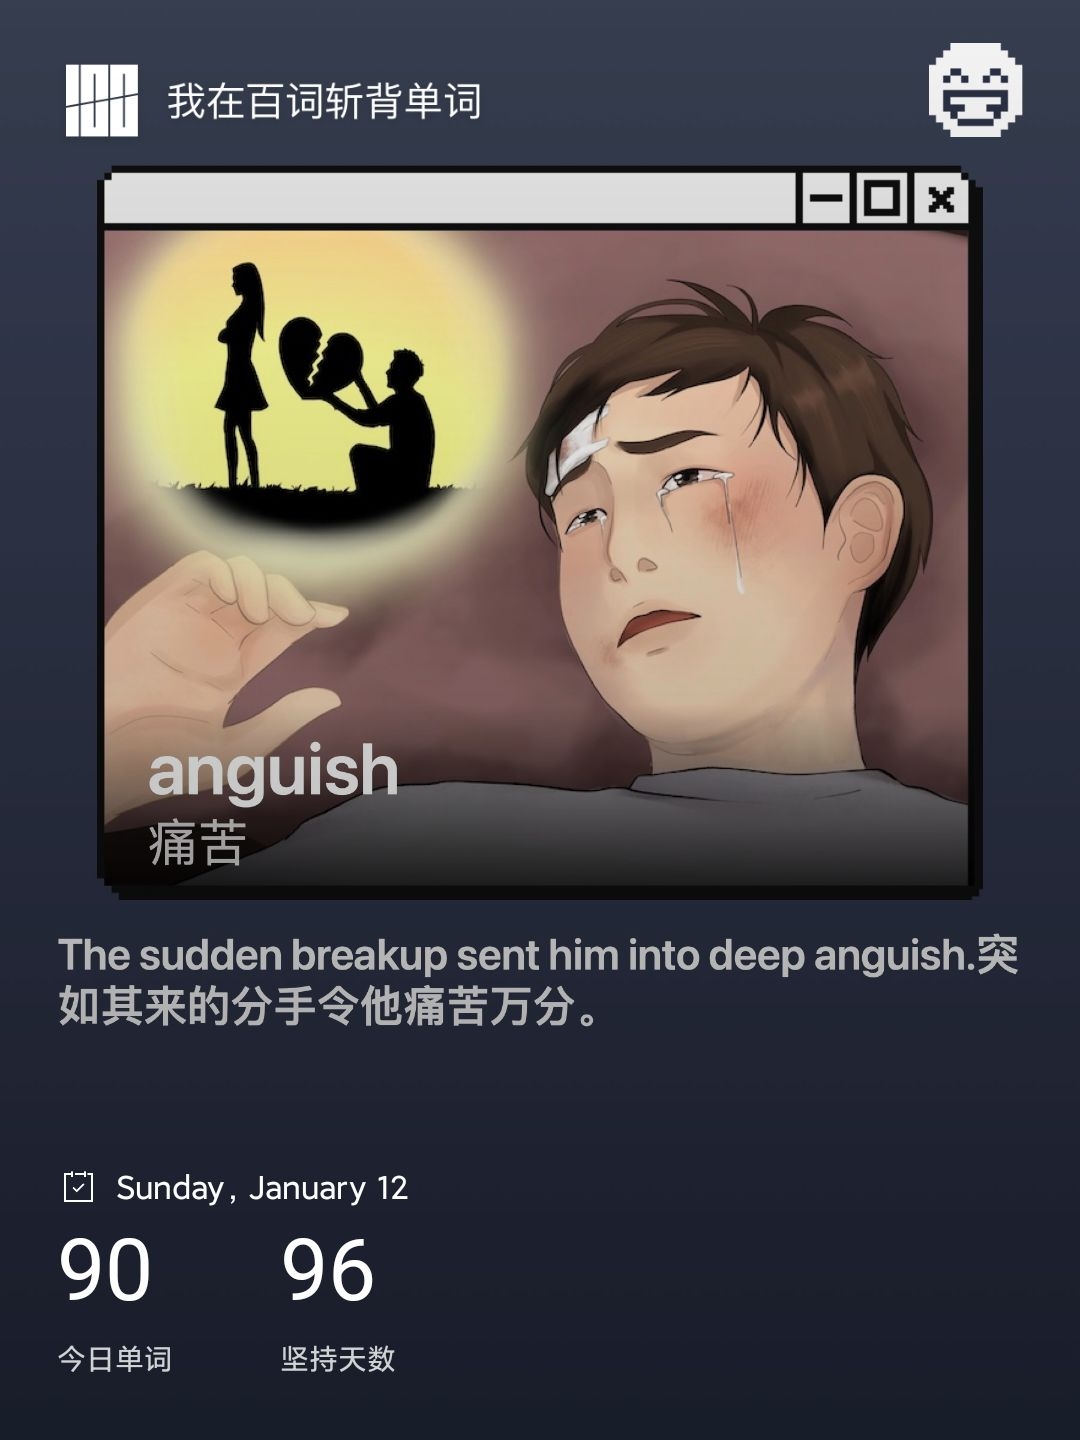 100
我在百词斩背单词
anguish
痛苦
The sudden breakup sent him into deep anguish.突
如其来的分手令他痛苦万分。
Sunday, January 12
90 96
今日单词 坚持天数